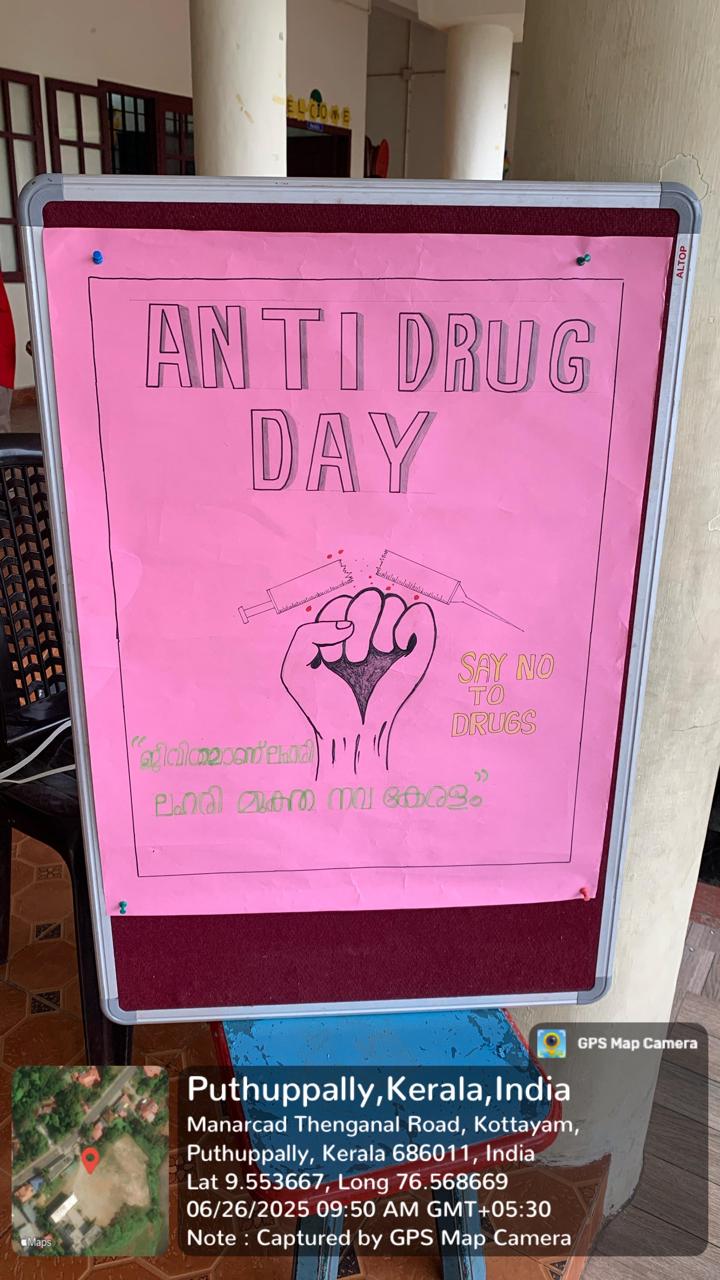 WELCOME
ALTOP
ANTI DRUG
DAY
SAY NO
TO
DRUGS
“ജീവിതമാണ് ലഹരി
ലഹരി മുക്ത നവ കേരളം”
GPS Map Camera
Puthuppally,Kerala,India
Manarcad Thenganal Road, Kottayam,
Puthuppally, Kerala 686011, India
Lat 9.553667, Long 76.568669
06/26/2025 09:50 AM GMT+05:30
Note : Captured by GPS Map Camera
Maps